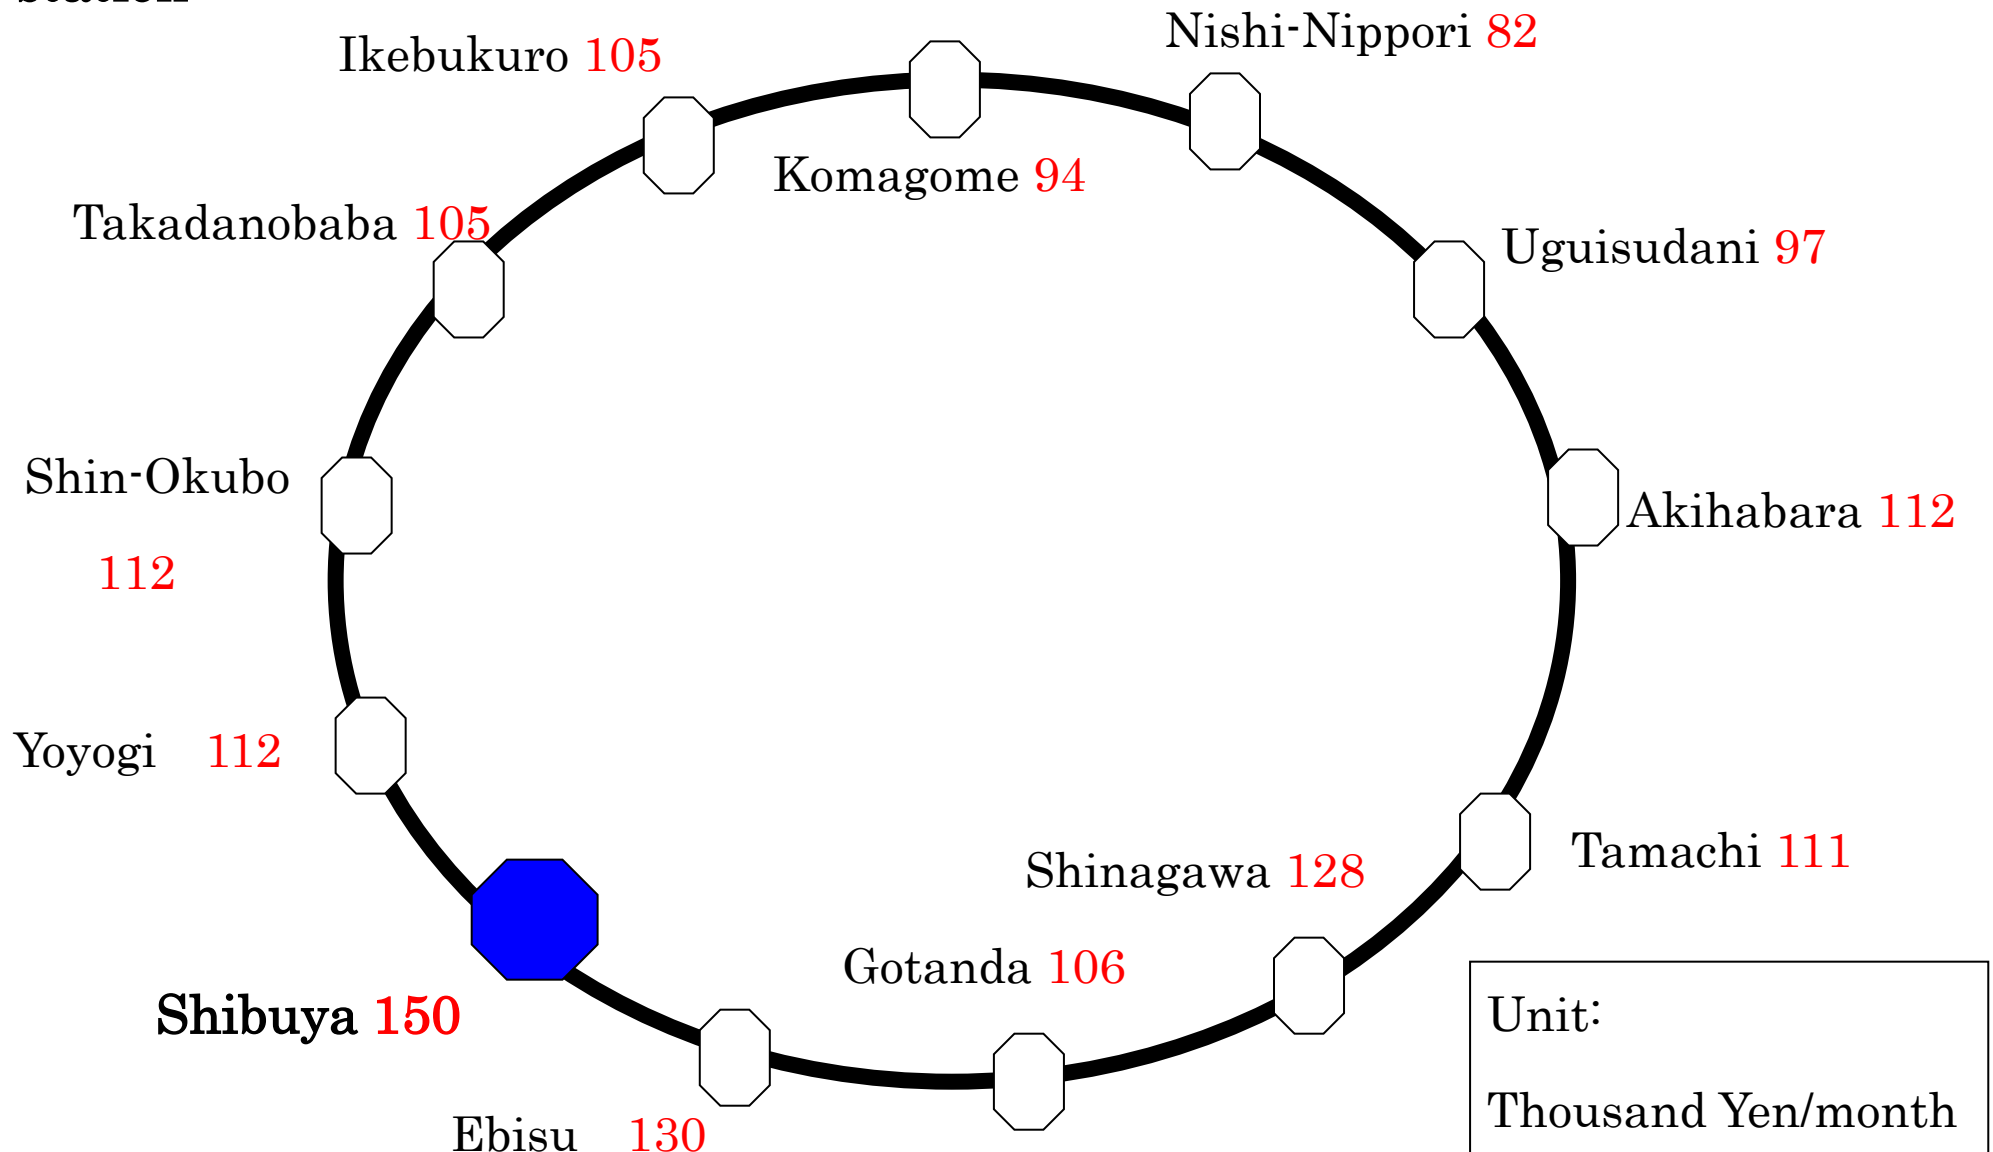 Nishi-Nippori 82
Ikebukuro 105
Komagome 94
Takadanobaba 105
Uguisudani 97
Shin-Okubo
112
Akihabara 112
Yoyogi 112
Tamachi 111
Shinagawa 128
Gotanda 106
Shibuya 150
Ebisu 130
Unit:
Thousand Yen/month